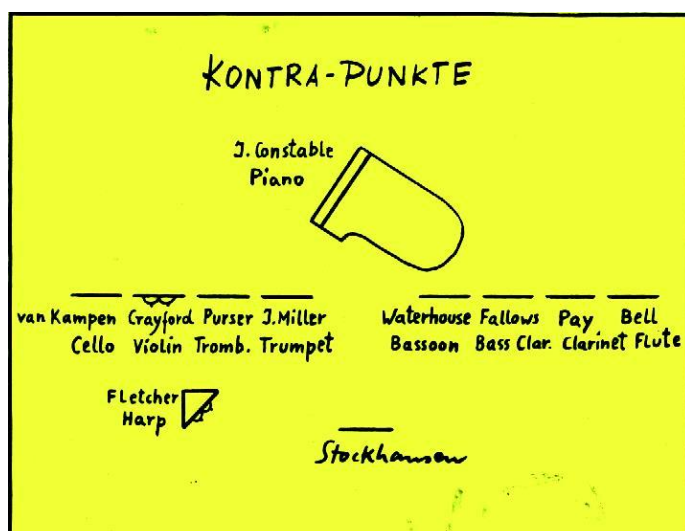 KONTRA-PUNKTE
J. Constable
Piano
van Kampen Crayford Purser J. Miller Waterhouse Fallows Pay Bell
Cello Violin Tromb. Trumpet Bassoon Bass Clar. Clarinet Flute
Fletcher
Harp
Stockhausen